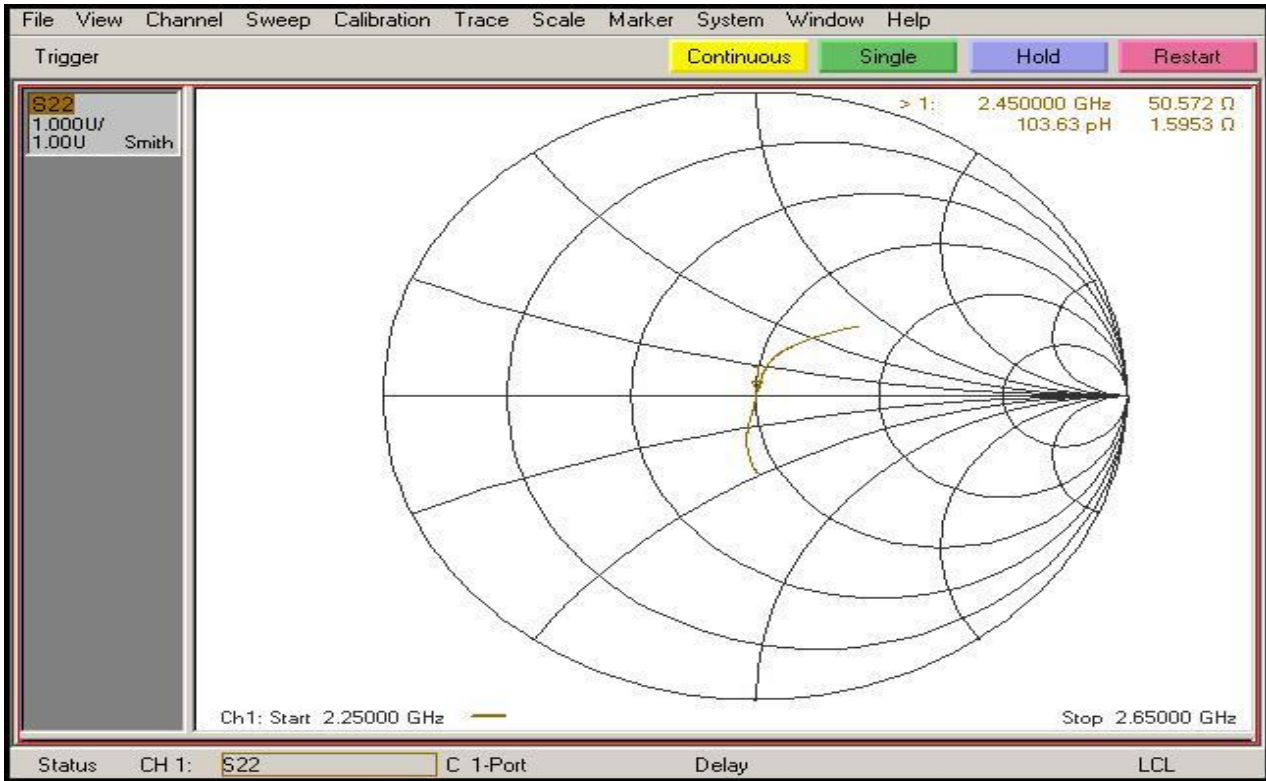 File View Channel Sweep Calibration Trace Scale Marker System Window Help
Trigger Continuous Single Hold Restart
S22
1.000U/
1.00U Smith
> 1: 2.450000 GHz 50.572 Ω
103.63 pH 1.5953 Ω
Ch1: Start 2.25000 GHz Stop 2.65000 GHz
Status CH 1: S22 C 1-Port Delay LCL